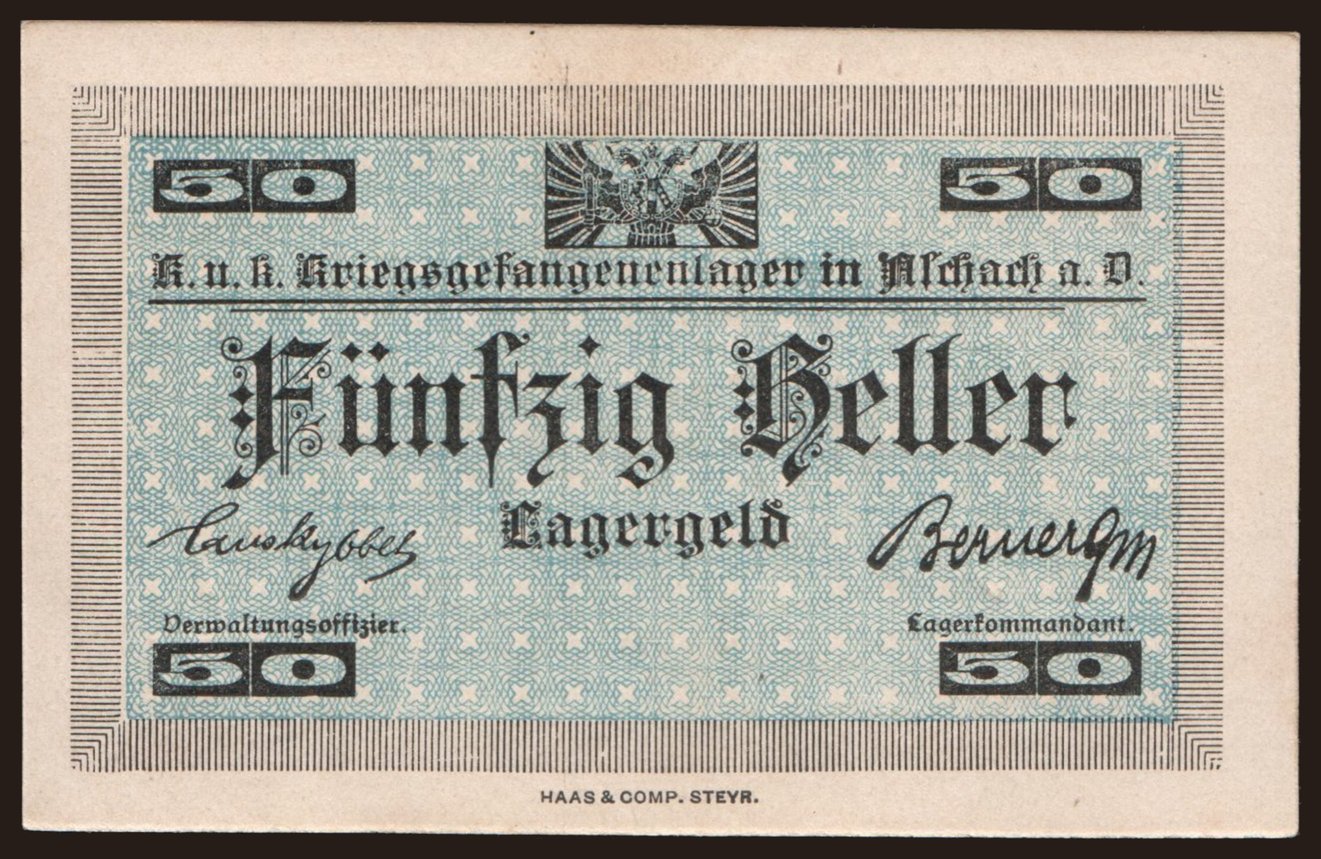 50 50
K. u. k. Kriegsgefangenenlager in Aschach a. D.
Fünfzig Heller
Lagergeld
Verwaltungsoffizier. Lagerkommandant.
50 50
HAAS & COMP. STEYR.